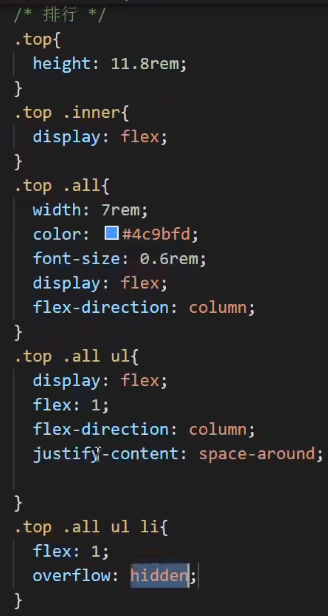 /* 排行 */
.top{
height: 11.8rem;
}
.top .inner{
display: flex;
}
.top .all{
width: 7rem;
color: #4c9bfd;
font-size: 0.6rem;
display: flex;
flex-direction: column;
}
.top .all ul{
display: flex;
flex: 1;
flex-direction: column;
justify-content: space-around;
}
.top .all ul li{
flex: 1;
overflow: hidden;
}